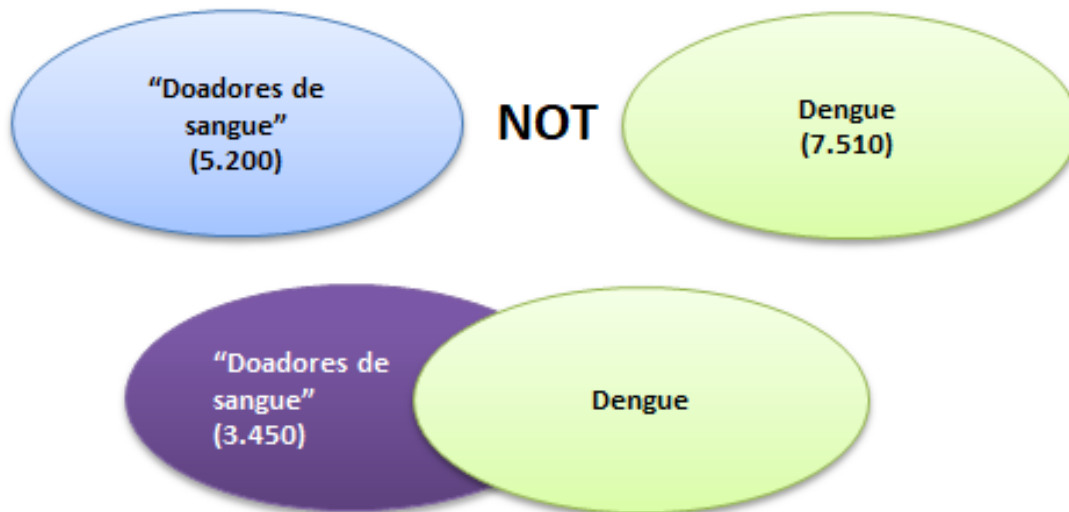 “Doadores de
sangue”
(5.200)
NOT
Dengue
(7.510)
“Doadores de
sangue”
(3.450)
Dengue